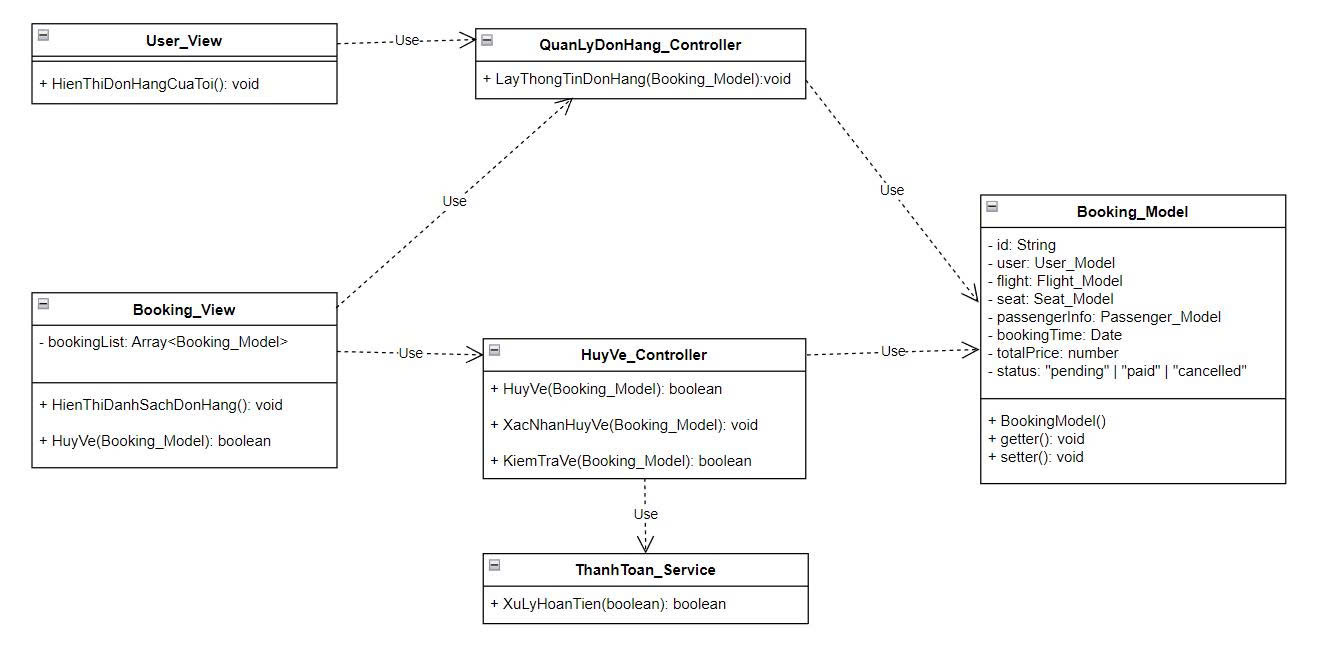 User_View
+ HienThiDonHangCuaToi(): void
Use
QuanLyDonHang_Controller
+ LayThongTinDonHang(Booking_Model):void
Use
Use
Booking_Model
- id: String
- user: User_Model
- flight: Flight_Model
- seat: Seat_Model
- passengerInfo: Passenger_Model
- bookingTime: Date
- totalPrice: number
- status: "pending" | "paid" | "cancelled"
+ BookingModel()
+ getter(): void
+ setter(): void
Booking_View
- bookingList: Array<Booking_Model>
+ HienThiDanhSachDonHang(): void
+ HuyVe(Booking_Model): boolean
Use
HuyVe_Controller
+ HuyVe(Booking_Model): boolean
+ XacNhanHuyVe(Booking_Model): void
+ KiemTraVe(Booking_Model): boolean
Use
Use
ThanhToan_Service
+ XuLyHoanTien(boolean): boolean